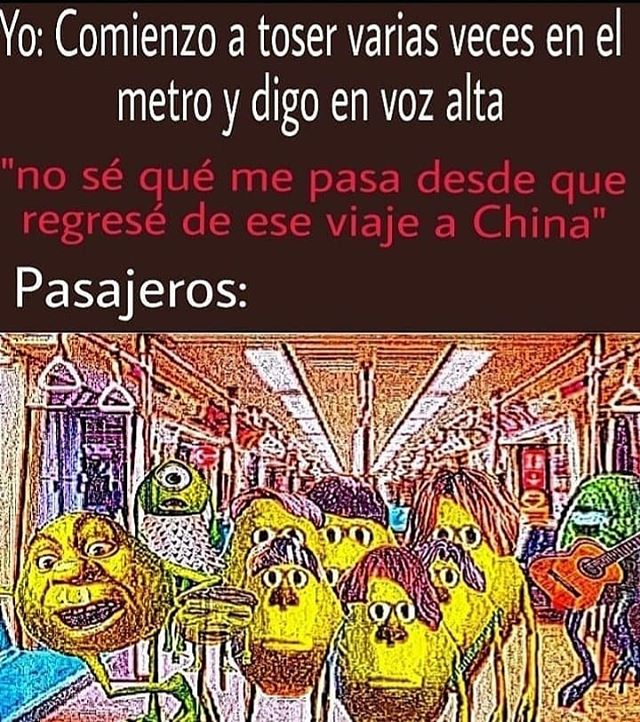 Yo: Comienzo a toser varias veces en el
metro y digo en voz alta
"no sé qué me pasa desde que
regresé de ese viaje a China"
Pasajeros: